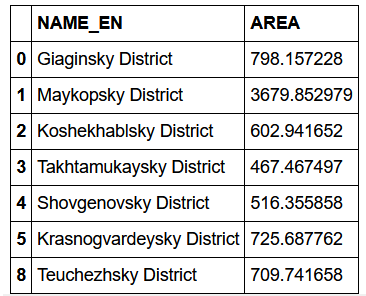 NAME_EN AREA
0 Giaginsky District 798.157228
1 Maykopsky District 3679.852979
2 Koshekhablsky District 602.941652
3 Takhtamukaysky District 467.467497
4 Shovgenovsky District 516.355858
5 Krasnogvardeysky District 725.687762
8 Teuchezhsky District 709.741658